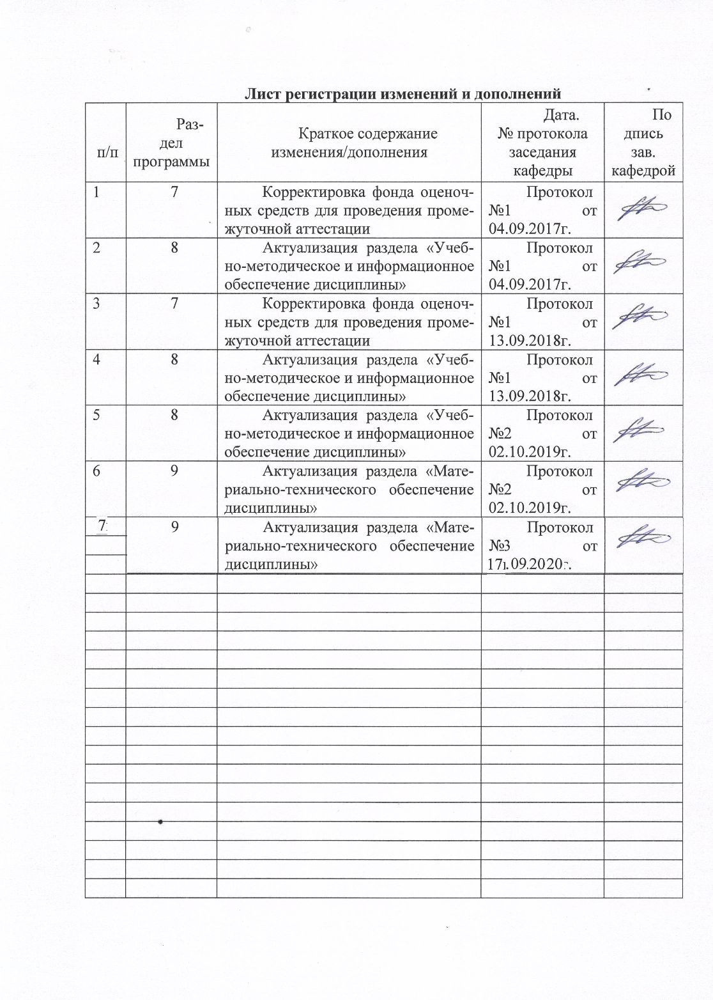 Лист регистрации изменений и дополнений
п/п
Раз-
дел
программы
Краткое содержание
изменения/дополнения
Дата.
№ протокола
заседания
кафедры
По
дпись
зав.
кафедрой
1
7
Корректировка фонда оценоч-
ных средств для проведения проме-
жуточной аттестации
Протокол
№1 от
04.09.2017г.
2
8
Актуализация раздела «Учеб-
но-методическое и информационное
обеспечение дисциплины»
Протокол
№1 от
04.09.2017г.
3
7
Корректировка фонда оценоч-
ных средств для проведения проме-
жуточной аттестации
Протокол
№1 от
13.09.2018г.
4
8
Актуализация раздела «Учеб-
но-методическое и информационное
обеспечение дисциплины»
Протокол
№1 от
13.09.2018г.
5
8
Актуализация раздела «Учеб-
но-методическое и информационное
обеспечение дисциплины»
Протокол
№2 от
02.10.2019г.
6
9
Актуализация раздела «Мате-
риально-технического обеспечение
дисциплины»
Протокол
№2 от
02.10.2019г.
7
9
Актуализация раздела «Мате-
риально-технического обеспечение
дисциплины»
Протокол
№3 от
17.09.2020г.